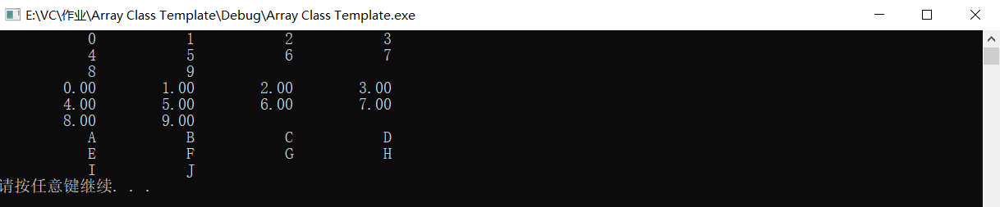 E:\VC\作业\Array Class Template\Debug\Array Class Template.exe
0 1 2 3
4 5 6 7
8 9
0.00 1.00 2.00 3.00
4.00 5.00 6.00 7.00
8.00 9.00
A B C D
E F G H
I J
请按任意键继续. . .